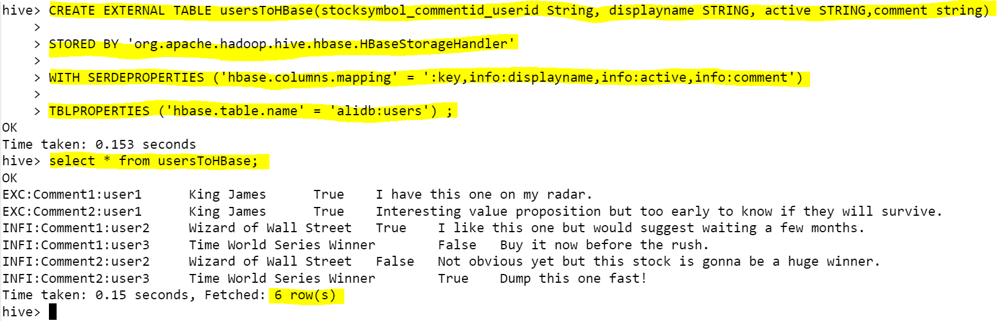 hive> CREATE EXTERNAL TABLE usersToHBase(stocksymbol_commentid_userid String, displayname STRING, active STRING,comment string)
    >
    > STORED BY 'org.apache.hadoop.hive.hbase.HBaseStorageHandler'
    >
    > WITH SERDEPROPERTIES ('hbase.columns.mapping' = ':key,info:displayname,info:active,info:comment')
    >
    > TBLPROPERTIES ('hbase.table.name' = 'alidb:users') ;
OK
Time taken: 0.153 seconds
hive> select * from usersToHBase;
OK
EXC:Comment1:user1      King James      True    I have this one on my radar.
EXC:Comment2:user1      King James      True    Interesting value proposition but too early to know if they will survive.
INFI:Comment1:user2     Wizard of Wall Street   True    I like this one but would suggest waiting a few months.
INFI:Comment1:user3     Time World Series Winner        False   Buy it now before the rush.
INFI:Comment2:user2     Wizard of Wall Street   False   Not obvious yet but this stock is gonna be a huge winner.
INFI:Comment2:user3     Time World Series Winner        True    Dump this one fast!
Time taken: 0.15 seconds, Fetched: 6 row(s)
hive>